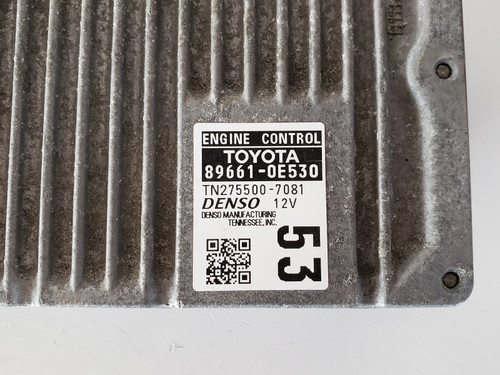 ENGINE CONTROL
TOYOTA
89661-0E530
TN275500-7081
DENSO 12V
DENSO MANUFACTURING
TENNESSEE, INC.
53